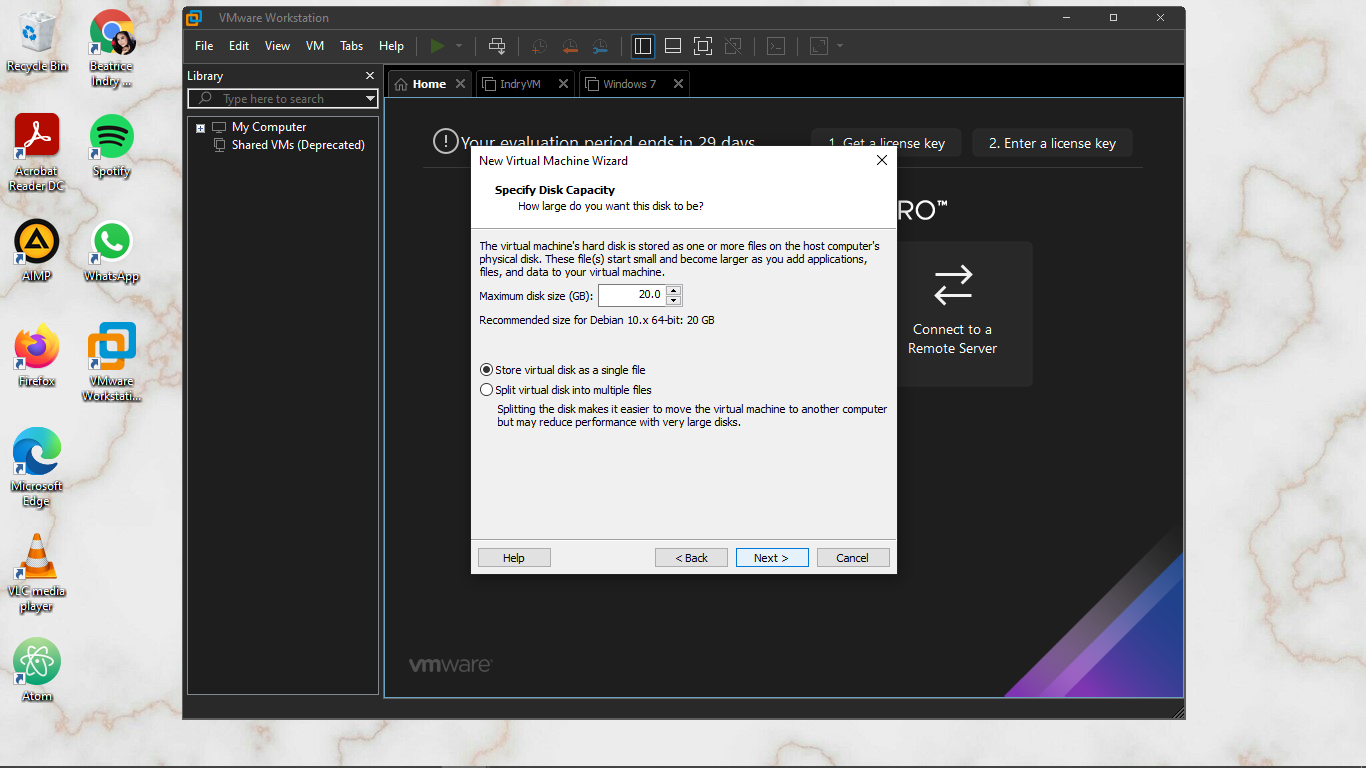 Recycle Bin
Beatrice
Indry ...
Acrobat
Reader DC
Spotify
AIMP
WhatsApp
Firefox
VMware
Workstati...
Microsoft
Edge
VLC media
player
Atom
VMware Workstation
File Edit View VM Tabs Help
Library
Type here to search
My Computer
Shared VMs (Deprecated)
Home
IndryVM
Windows 7
Your evaluation period ends in 29 days
1. Get a license key
2. Enter a license key
RO™
Connect to a
Remote Server
New Virtual Machine Wizard
Specify Disk Capacity
How large do you want this disk to be?
The virtual machine's hard disk is stored as one or more files on the host computer's
physical disk. These file(s) start small and become larger as you add applications,
files, and data to your virtual machine.
Maximum disk size (GB): 20.0
Recommended size for Debian 10.x 64-bit: 20 GB
Store virtual disk as a single file
Split virtual disk into multiple files
Splitting the disk makes it easier to move the virtual machine to another computer
but may reduce performance with very large disks.
Help
< Back
Next >
Cancel
vmware®